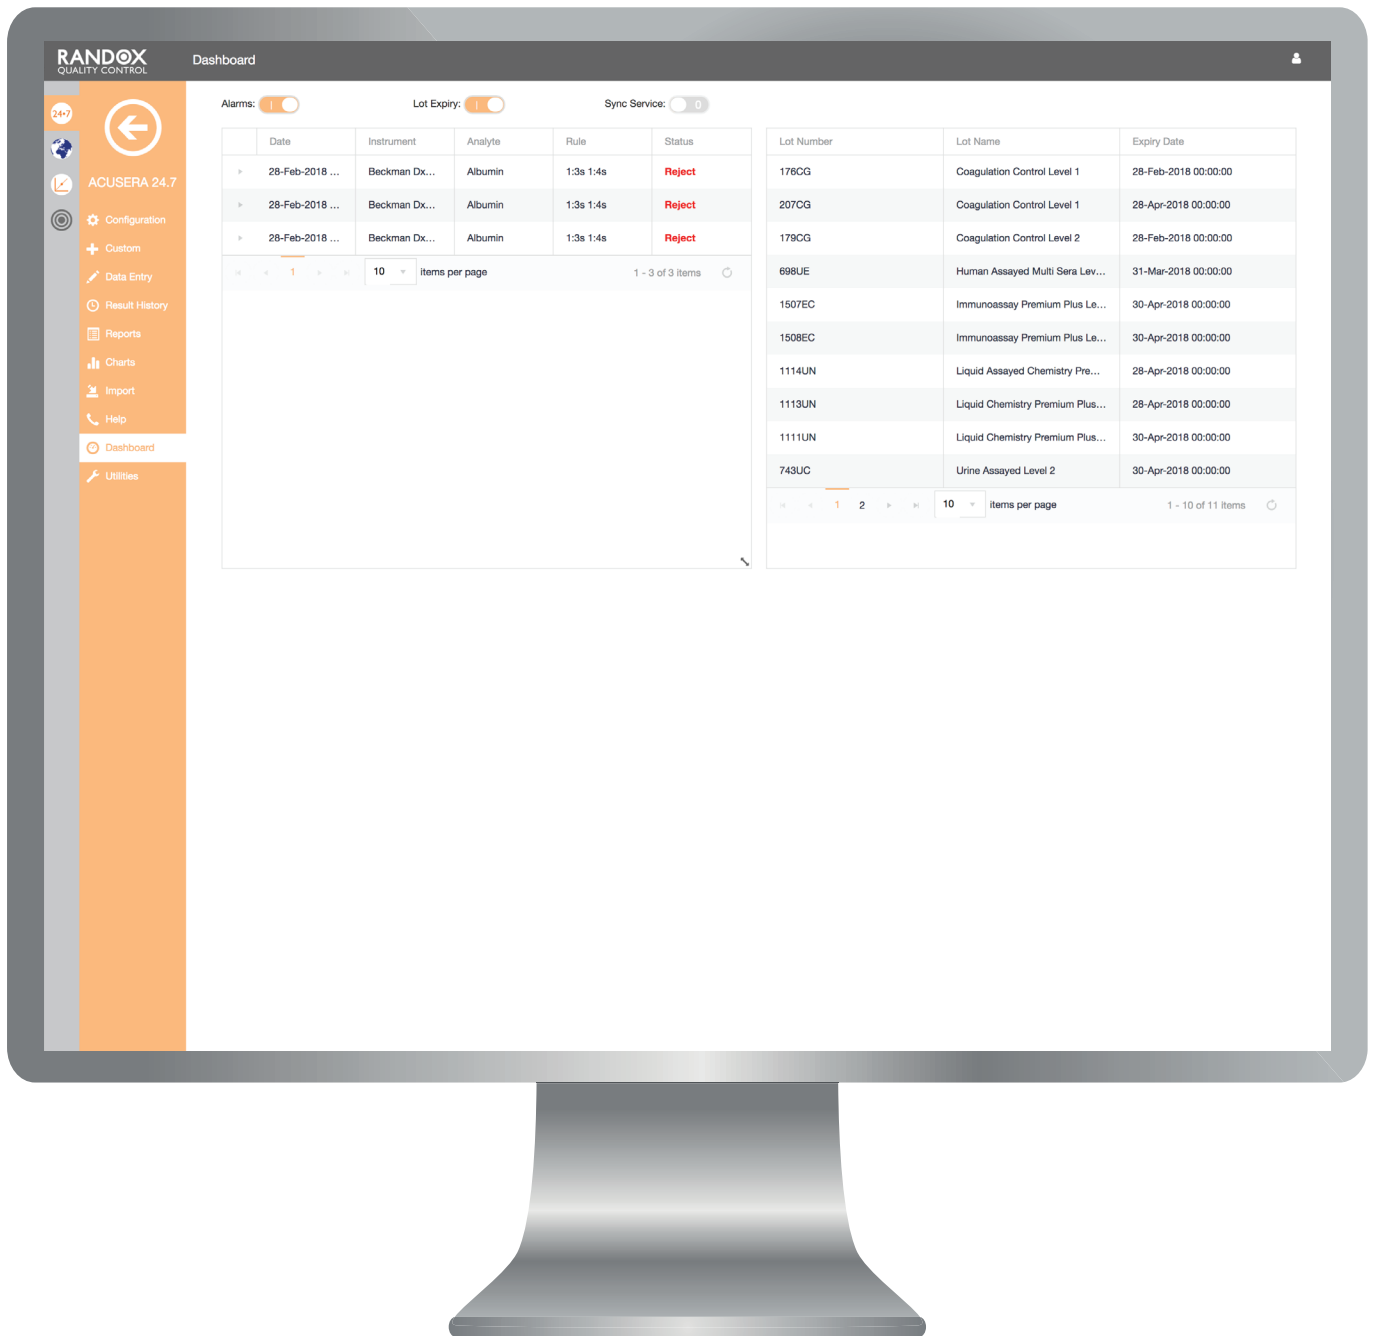 RANDOX
QUALITY CONTROL
Dashboard
24•7
ACUSERA 24.7
Configuration
Custom
Data Entry
Result History
Reports
Charts
Import
Help
Dashboard
Utilities
Alarms:
Lot Expiry:
Sync Service: 0
Date Instrument Analyte Rule Status
28-Feb-2018 ... Beckman Dx... Albumin 1:3s 1:4s Reject
28-Feb-2018 ... Beckman Dx... Albumin 1:3s 1:4s Reject
28-Feb-2018 ... Beckman Dx... Albumin 1:3s 1:4s Reject
1 10 items per page 1 - 3 of 3 items
Lot Number Lot Name Expiry Date
176CG Coagulation Control Level 1 28-Feb-2018 00:00:00
207CG Coagulation Control Level 1 28-Apr-2018 00:00:00
179CG Coagulation Control Level 2 28-Feb-2018 00:00:00
698UE Human Assayed Multi Sera Lev... 31-Mar-2018 00:00:00
1507EC Immunoassay Premium Plus Le... 30-Apr-2018 00:00:00
1508EC Immunoassay Premium Plus Le... 30-Apr-2018 00:00:00
1114UN Liquid Assayed Chemistry Pre... 28-Apr-2018 00:00:00
1113UN Liquid Chemistry Premium Plus... 28-Apr-2018 00:00:00
1111UN Liquid Chemistry Premium Plus... 30-Apr-2018 00:00:00
743UC Urine Assayed Level 2 30-Apr-2018 00:00:00
1 2 10 items per page 1 - 10 of 11 items